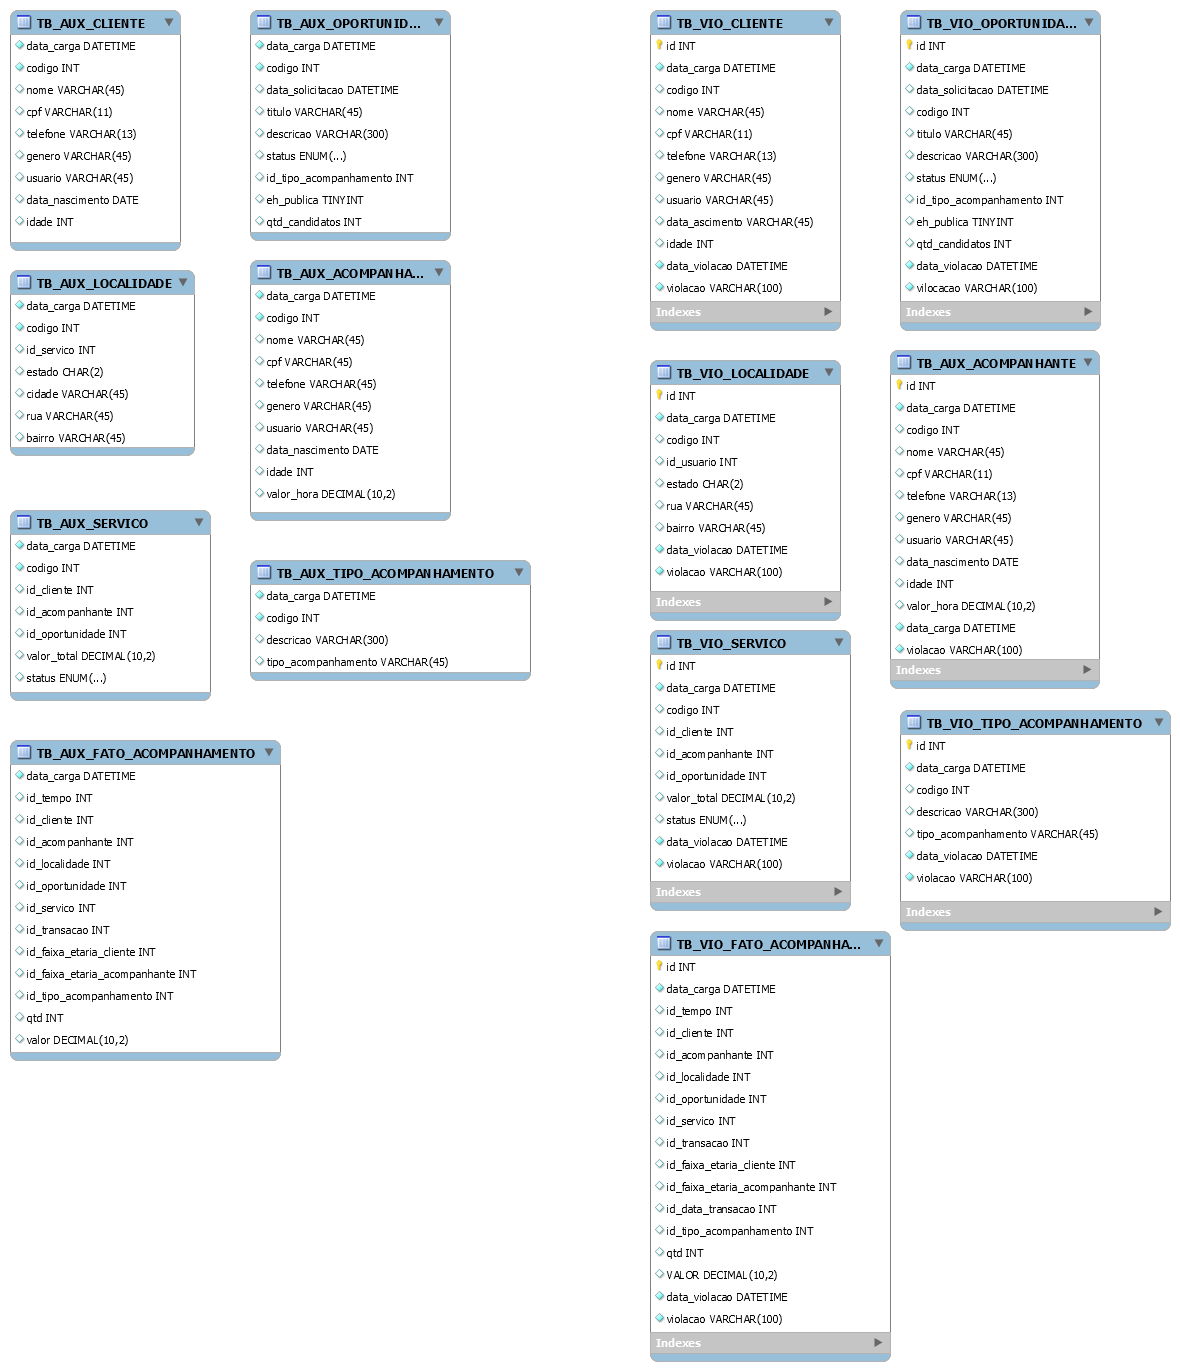 TB_AUX_CLIENTE
data_carga DATETIME
codigo INT
nome VARCHAR(45)
cpf VARCHAR(11)
telefone VARCHAR(13)
genero VARCHAR(45)
usuario VARCHAR(45)
data_nascimento DATE
idade INT
TB_AUX_OPORTUNID...
data_carga DATETIME
codigo INT
data_solicitacao DATETIME
titulo VARCHAR(45)
descricao VARCHAR(300)
status ENUM(...)
id_tipo_acompanhamento INT
eh_publica TINYINT
qtd_candidatos INT
TB_AUX_LOCALIDADE
data_carga DATETIME
codigo INT
id_servico INT
estado CHAR(2)
cidade VARCHAR(45)
rua VARCHAR(45)
bairro VARCHAR(45)
TB_AUX_ACOMPANHA...
data_carga DATETIME
codigo INT
nome VARCHAR(45)
cpf VARCHAR(45)
telefone VARCHAR(45)
genero VARCHAR(45)
usuario VARCHAR(45)
data_nascimento DATE
idade INT
valor_hora DECIMAL(10,2)
TB_AUX_SERVICO
data_carga DATETIME
codigo INT
id_cliente INT
id_acompanhante INT
id_oportunidade INT
valor_total DECIMAL(10,2)
status ENUM(...)
TB_AUX_TIPO_ACOMPANHAMENTO
data_carga DATETIME
codigo INT
descricao VARCHAR(300)
tipo_acompanhamento VARCHAR(45)
TB_AUX_FATO_ACOMPANHAMENTO
data_carga DATETIME
id_tempo INT
id_cliente INT
id_acompanhante INT
id_localidade INT
id_oportunidade INT
id_servico INT
id_transacao INT
id_faixa_etaria_cliente INT
id_faixa_etaria_acompanhante INT
id_tipo_acompanhamento INT
qtd INT
valor DECIMAL(10,2)
TB_VIO_CLIENTE
id INT
data_carga DATETIME
codigo INT
nome VARCHAR(45)
cpf VARCHAR(11)
telefone VARCHAR(13)
genero VARCHAR(45)
usuario VARCHAR(45)
data_ascimento VARCHAR(45)
idade INT
data_violacao DATETIME
violacao VARCHAR(100)
Indexes
TB_VIO_OPORTUNIDA...
id INT
data_carga DATETIME
data_solicitacao DATETIME
codigo INT
titulo VARCHAR(45)
descricao VARCHAR(300)
status ENUM(...)
id_tipo_acompanhamento INT
eh_publica TINYINT
qtd_candidatos INT
data_violacao DATETIME
vilocacao VARCHAR(100)
Indexes
TB_VIO_LOCALIDADE
id INT
data_carga DATETIME
codigo INT
id_usuario INT
estado CHAR(2)
rua VARCHAR(45)
bairro VARCHAR(45)
data_violacao DATETIME
violacao VARCHAR(100)
Indexes
TB_AUX_ACOMPANHANTE
id INT
data_carga DATETIME
codigo INT
nome VARCHAR(45)
cpf VARCHAR(11)
telefone VARCHAR(13)
genero VARCHAR(45)
usuario VARCHAR(45)
data_nascimento DATE
idade INT
valor_hora DECIMAL(10,2)
data_carga DATETIME
violacao VARCHAR(100)
Indexes
TB_VIO_SERVICO
id INT
data_carga DATETIME
codigo INT
id_cliente INT
id_acompanhante INT
id_oportunidade INT
valor_total DECIMAL(10,2)
status ENUM(...)
data_violacao DATETIME
violacao VARCHAR(100)
Indexes
TB_VIO_TIPO_ACOMPANHAMENTO
id INT
data_carga DATETIME
codigo INT
descricao VARCHAR(300)
tipo_acompanhamento VARCHAR(45)
data_violacao DATETIME
violacao VARCHAR(100)
Indexes
TB_VIO_FATO_ACOMPANHA...
id INT
data_carga DATETIME
id_tempo INT
id_cliente INT
id_acompanhante INT
id_localidade INT
id_oportunidade INT
id_servico INT
id_transacao INT
id_faixa_etaria_cliente INT
id_faixa_etaria_acompanhante INT
id_data_transacao INT
id_tipo_acompanhamento INT
qtd INT
VALOR DECIMAL(10,2)
data_violacao DATETIME
violacao VARCHAR(100)
Indexes